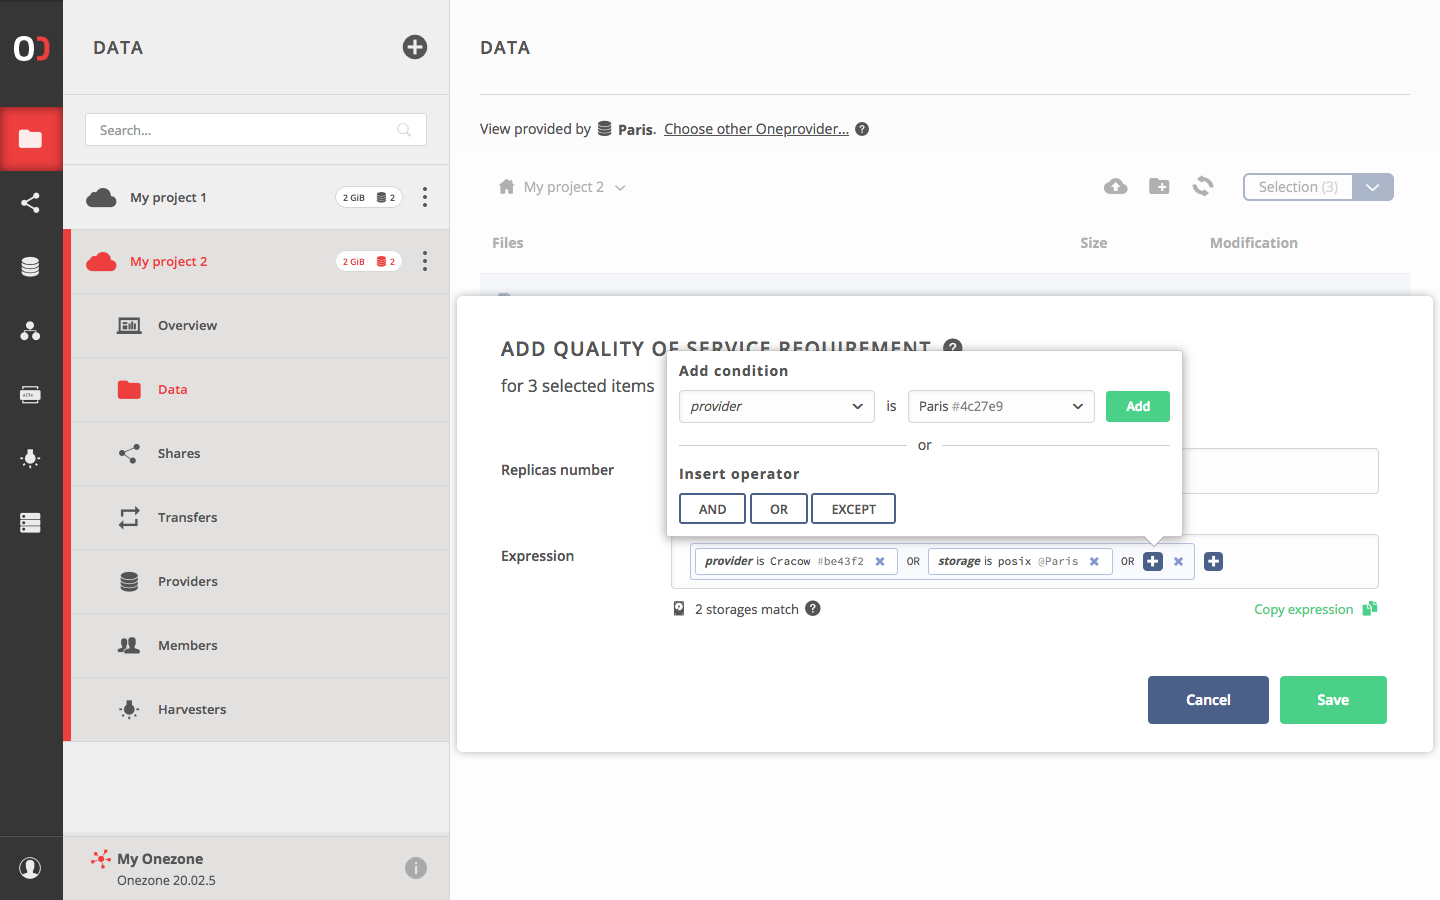 DATA
Search...
My project 1
2 GiB 2
My project 2
2 GiB 2
Overview
Data
Shares
Transfers
Providers
Members
Harvesters
My Onezone
Onezone 20.02.5
DATA
View provided by Paris. Choose other Oneprovider...
My project 2
Selection (3)
Files Size Modification
ADD QUALITY OF SERVICE REQUIREMENT
for 3 selected items
Add condition
provider is Paris #4c27e9 Add
or
Insert operator
AND OR EXCEPT
Replicas number
Expression
provider is Cracow #be43f2 OR storage is posix @Paris OR
2 storages match
Copy expression
Cancel Save